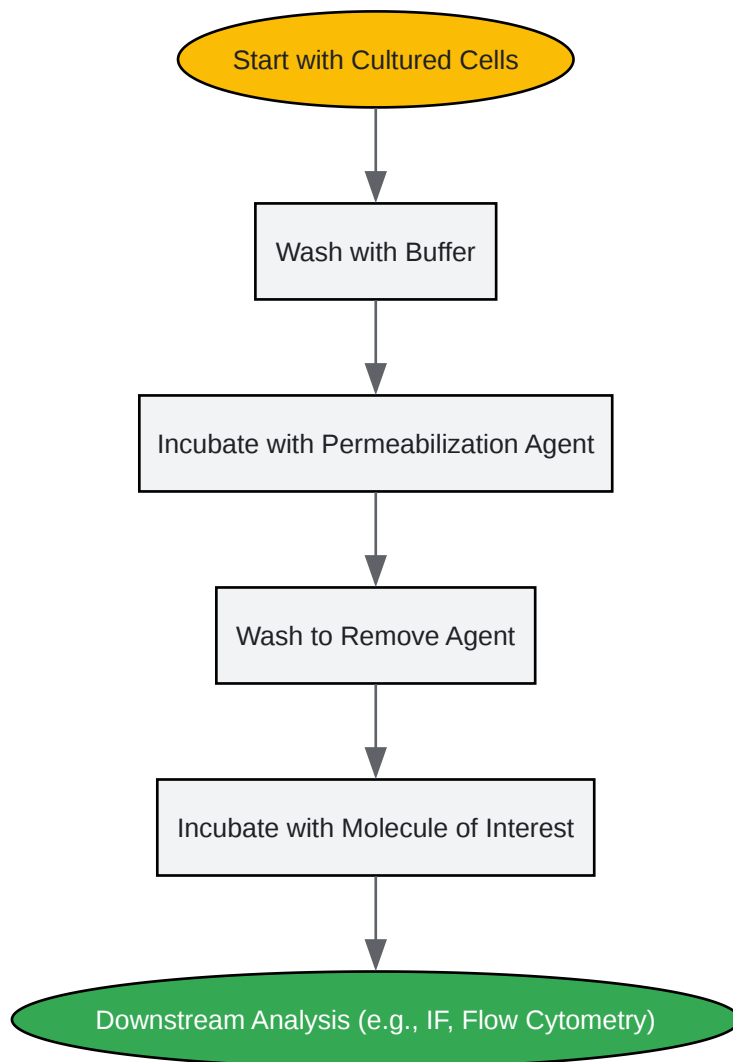 Start with Cultured Cells
Wash with Buffer
Incubate with Permeabilization Agent
Wash to Remove Agent
Incubate with Molecule of Interest
Downstream Analysis (e.g., IF, Flow Cytometry)